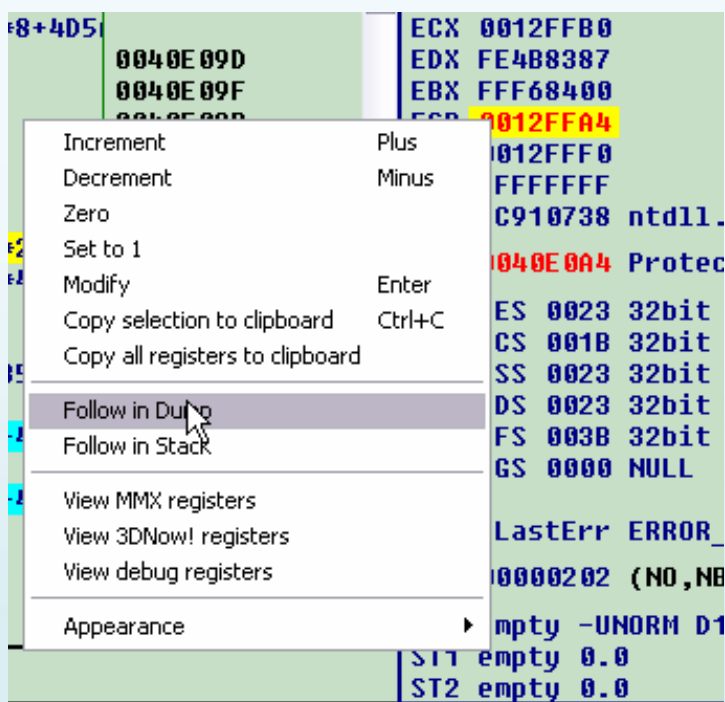 *8+4D5
0040E09D
0040E09F
ECX 0012FFB0
EDX FE4B8387
EBX FFF68400
ESP 0012FFA4
0012FFF0
FFFFFFFF
C910738 ntdll.
040E0A4 Protec
ES 0023 32bit
CS 001B 32bit
SS 0023 32bit
DS 0023 32bit
FS 003B 32bit
GS 0000 NULL
LastErr ERROR_
00000202 (NO,NB
mpty -UNORM D1
ST1 empty 0.0
ST2 empty 0.0
Increment Plus
Decrement Minus
Zero
Set to 1
Modify Enter
Copy selection to clipboard Ctrl+C
Copy all registers to clipboard
Follow in Dump
Follow in Stack
View MMX registers
View 3DNow! registers
View debug registers
Appearance